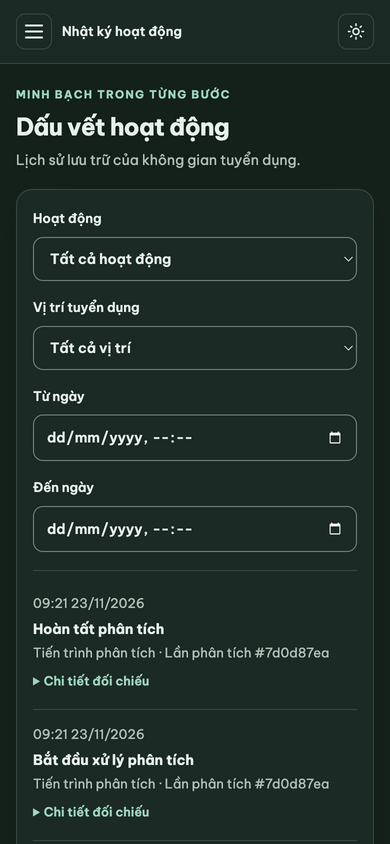 Nhật ký hoạt động
MINH BẠCH TRONG TỪNG BƯỚC
Dấu vết hoạt động
Lịch sử lưu trữ của không gian tuyển dụng.
Hoạt động
Tất cả hoạt động
Vị trí tuyển dụng
Tất cả vị trí
Từ ngày
dd/mm/yyyy, --:--
Đến ngày
dd/mm/yyyy, --:--
09:21 23/11/2026
Hoàn tất phân tích
Tiến trình phân tích · Lần phân tích #7d0d87ea
Chi tiết đối chiếu
09:21 23/11/2026
Bắt đầu xử lý phân tích
Tiến trình phân tích · Lần phân tích #7d0d87ea
Chi tiết đối chiếu